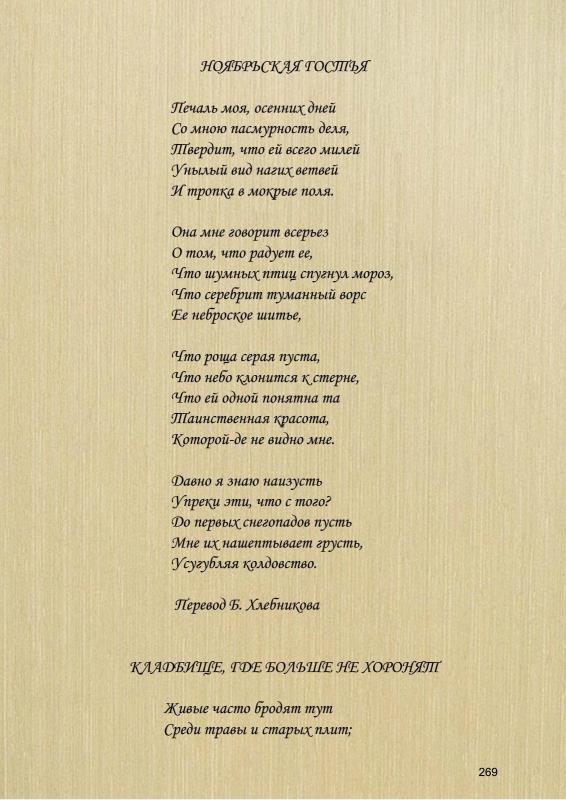 НОЯБРЬСКАЯ ГОСТЬЯ
Печаль моя, осенних дней
Со мною пасмурность деля,
Твердит, что ей всего милей
Унылый вид нагих ветвей
И тропка в мокрые поля.
Она мне говорит всерьез
О том, что радует ее,
Что шумных птиц спугнул мороз,
Что серебрит туманный ворс
Ее неброское шитье,
Что роща серая пуста,
Что небо клонится к стерне,
Что ей одной понятна та
Таинственная красота,
Которой-де не видно мне.
Давно я знаю наизусть
Упреки эти, что с того?
До первых снегопадов пусть
Мне их нашептывает грусть,
Усугубляя колдовство.
Перевод Б. Хлебникова
КЛАДБИЩЕ, ГДЕ БОЛЬШЕ НЕ ХОРОНЯТ
Живые часто бродят тут
Среди травы и старых плит;
269